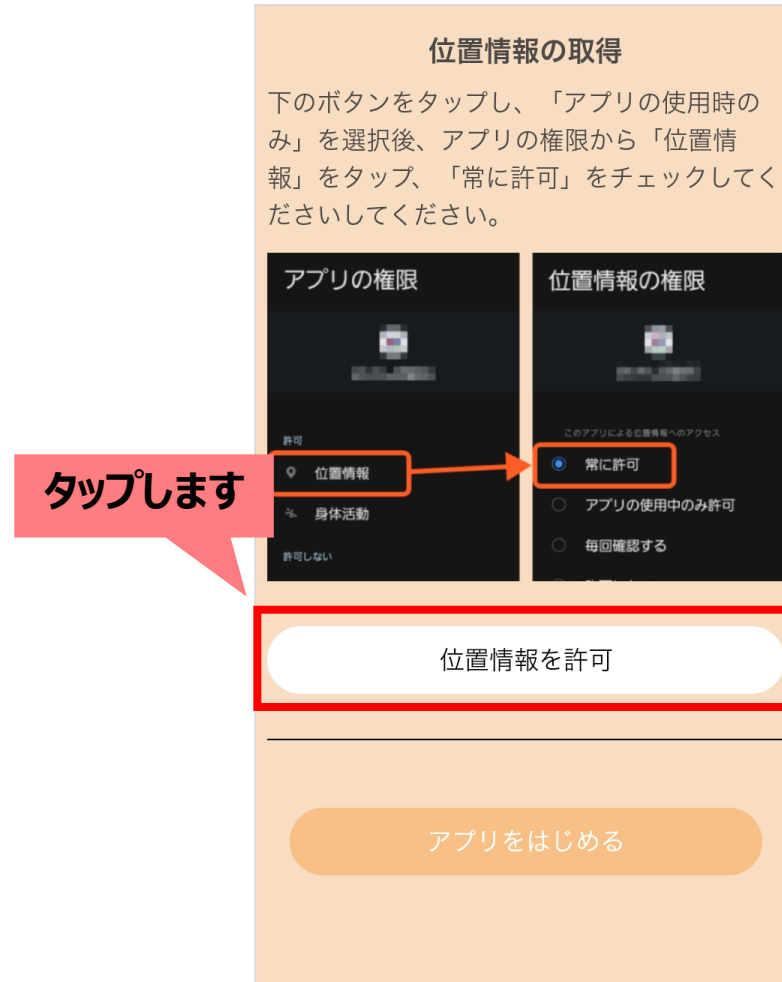 位置情報の取得
下のボタンをタップし、「アプリの使用時の
み」を選択後、アプリの権限から「位置情
報」をタップ、「常に許可」をチェックしてく
ださいしてください。
アプリの権限
許可
位置情報
身体活動
許可しない
位置情報の権限
このアプリによる位置情報へのアクセス
常に許可
アプリの使用中のみ許可
毎回確認する
タップします
位置情報を許可
アプリをはじめる